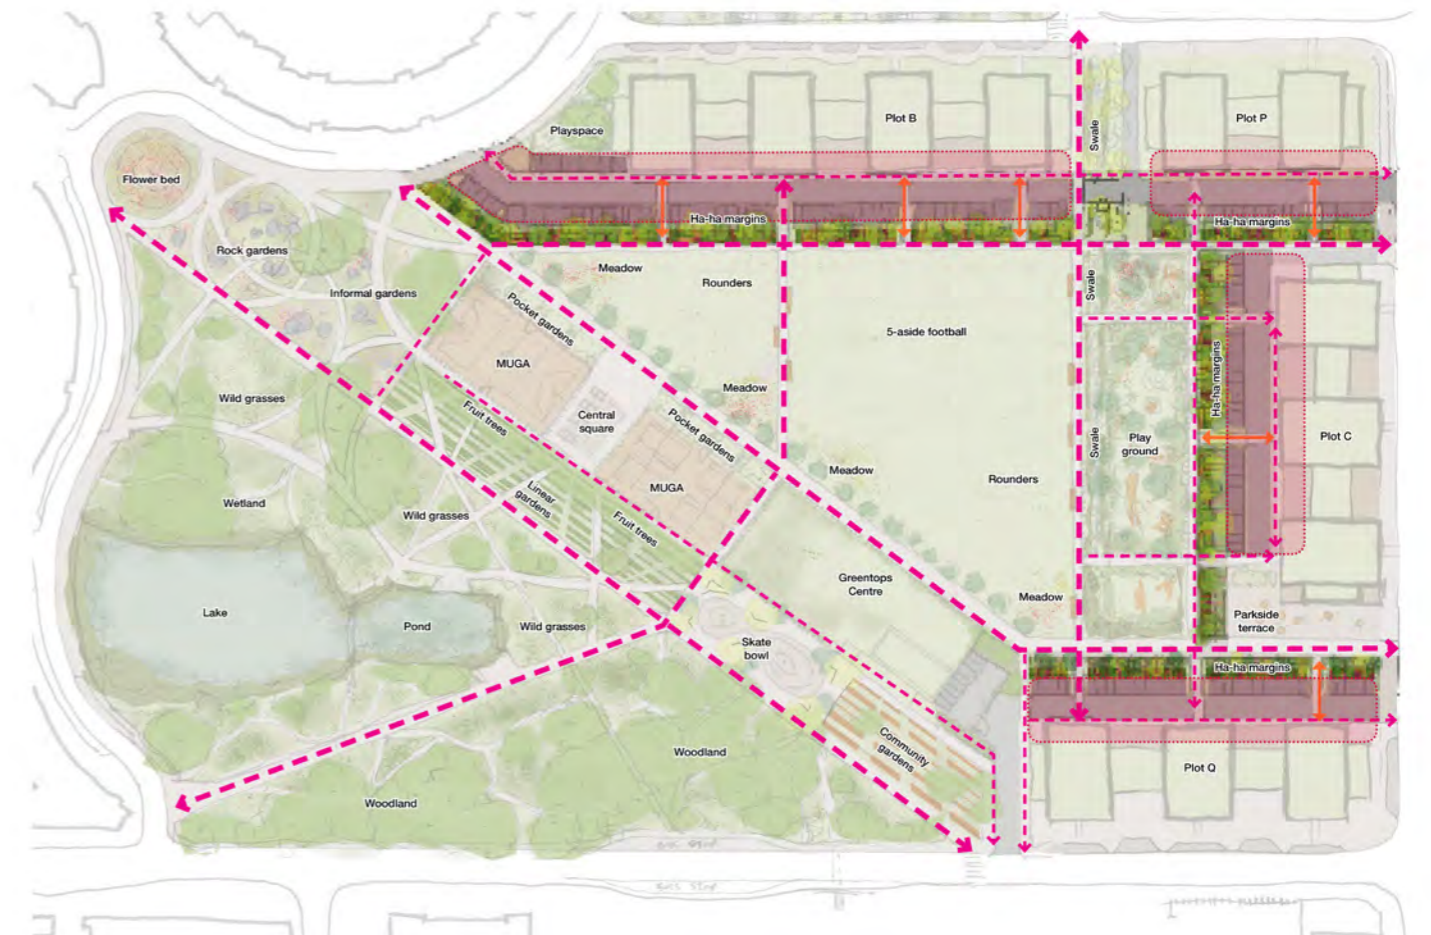 Playspace
Plot B
Plot P
Swale
Flower bed
Ha-ha margins
Ha-ha margins
Rock gardens
Informal gardens
Meadow
Rounders
Swale
Pocket gardens
5-aside football
MUGA
Ha-ha margins
Wild grasses
Fruit trees
Central
square
Meadow
Pocket gardens
Plot C
Swale
Play
ground
Meadow
Rounders
MUGA
Linear
gardens
Wetland
Wild grasses
Fruit trees
Greentops
Centre
Meadow
Lake
Pond
Wild grasses
Skate
bowl
Parkside
terrace
Ha-ha margins
Community
gardens
Woodland
Plot Q
Woodland
BUS STOP